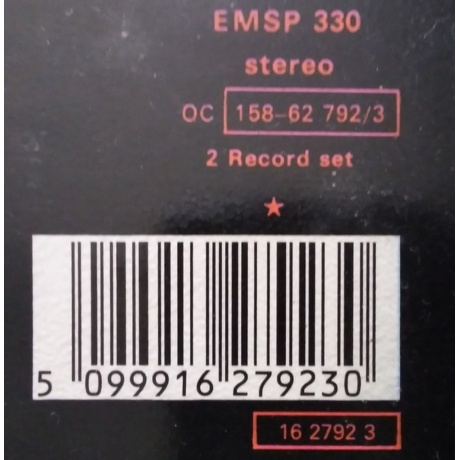 EMSP 330
stereo
OC 158-62 792/3
2 Record set
5 099916 279230
16 2792 3